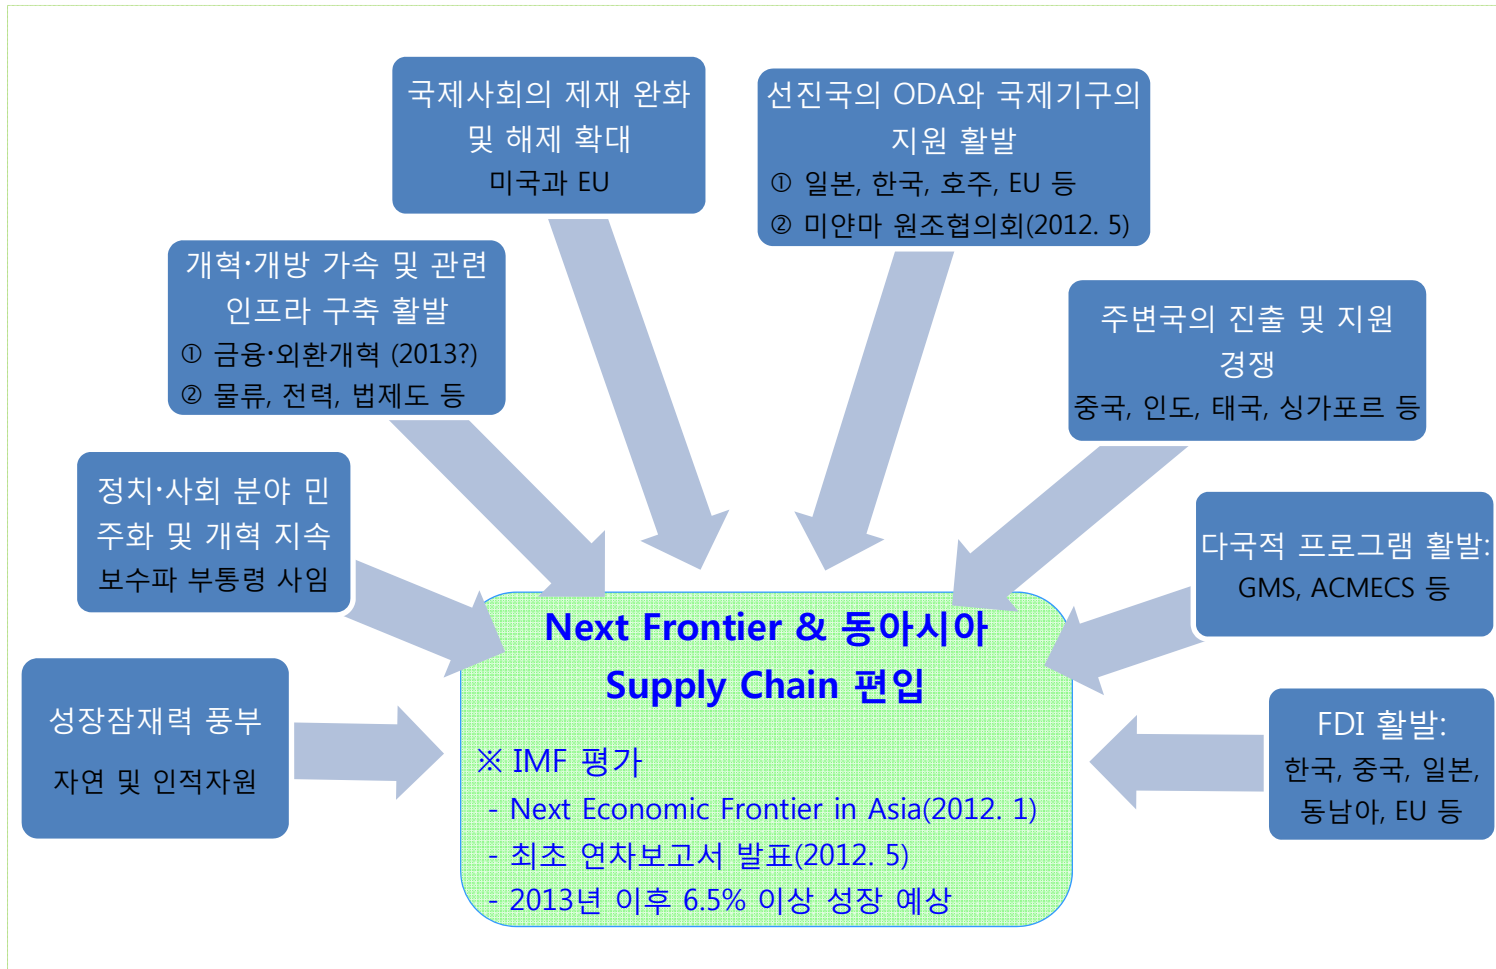 국제사회의 제재 완화
및 해제 확대
미국과 EU
선진국의 ODA와 국제기구의
지원 활발
① 일본, 한국, 호주, EU 등
② 미얀마 원조협의회(2012. 5)
개혁·개방 가속 및 관련
인프라 구축 활발
① 금융·외환개혁 (2013?)
② 물류, 전력, 법제도 등
주변국의 진출 및 지원
경쟁
중국, 인도, 태국, 싱가포르 등
정치·사회 분야 민
주화 및 개혁 지속
보수파 부통령 사임
다국적 프로그램 활발:
GMS, ACMECS 등
성장잠재력 풍부
자연 및 인적자원
FDI 활발:
한국, 중국, 일본,
동남아, EU 등
Next Frontier & 동아시아
Supply Chain 편입
※ IMF 평가
- Next Economic Frontier in Asia(2012. 1)
- 최초 연차보고서 발표(2012. 5)
- 2013년 이후 6.5% 이상 성장 예상